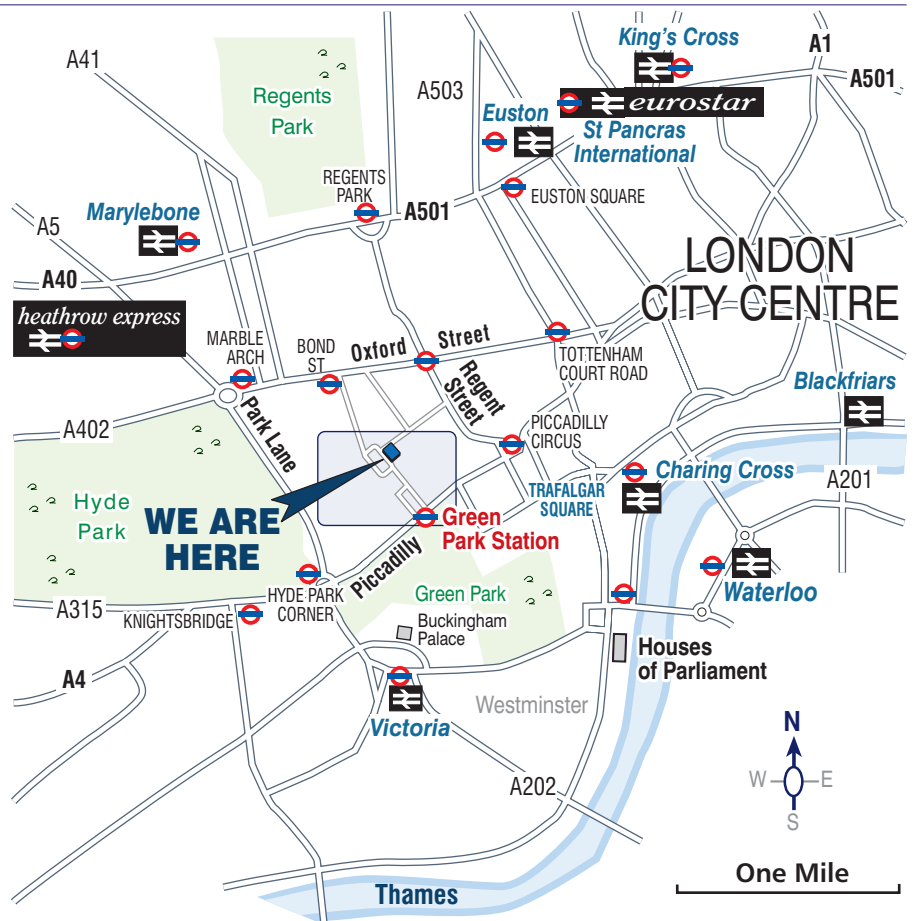 King's Cross
A1
A41
A501
A503
Regents
Park
eurostar
Euston
St Pancras
International
REGENTS
PARK
EUSTON SQUARE
Marylebone
A501
A5
LONDON
CITY CENTRE
A40
heathrow express
MARBLE
ARCH
BOND
ST
Oxford Street
TOTTENHAM
COURT ROAD
Regent
Street
Blackfriars
Park Lane
A402
PICCADILLY
CIRCUS
Charing Cross
A201
TRAFALGAR
SQUARE
Hyde
Park
WE ARE
HERE
Green
Park Station
Piccadilly
HYDE PARK
CORNER
Green Park
Waterloo
A315
KNIGHTSBRIDGE
Buckingham
Palace
Houses
of Parliament
A4
Westminster
Victoria
N
W E
S
A202
One Mile
Thames